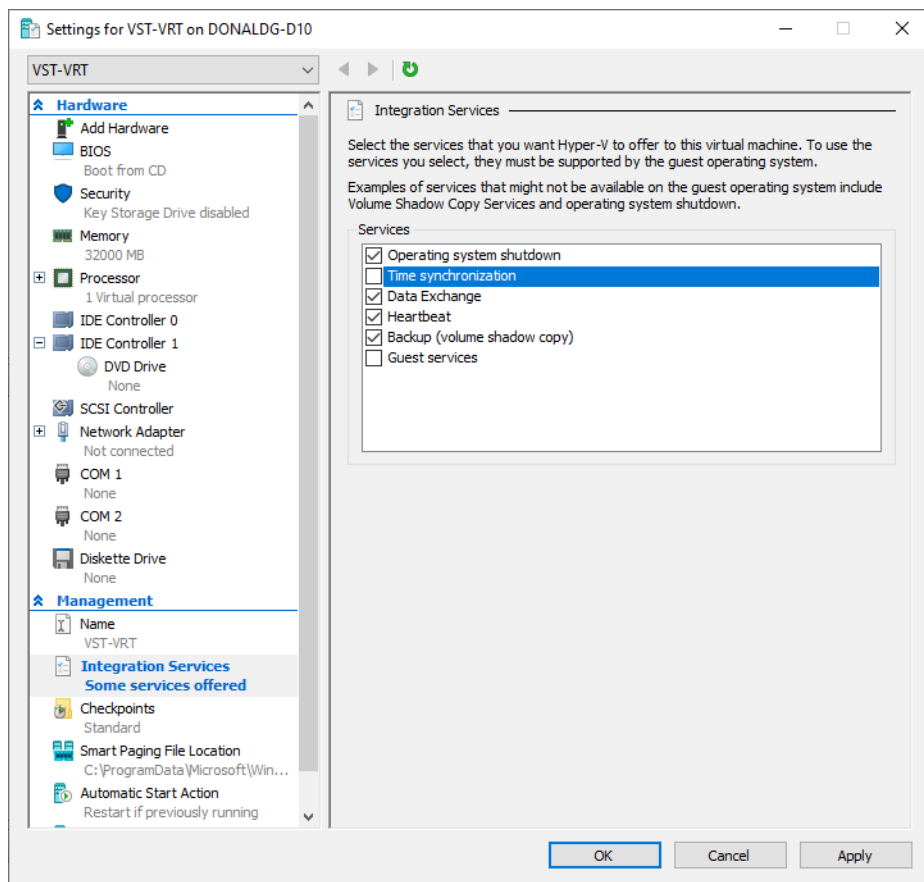 Settings for VST-VRT on DONALDG-D10
VST-VRT
Hardware
Add Hardware
BIOS
Boot from CD
Security
Key Storage Drive disabled
Memory
32000 MB
Processor
1 Virtual processor
IDE Controller 0
IDE Controller 1
DVD Drive
None
SCSI Controller
Network Adapter
Not connected
COM 1
None
COM 2
None
Diskette Drive
None
Management
Name
VST-VRT
Integration Services
Some services offered
Checkpoints
Standard
Smart Paging File Location
C:\ProgramData\Microsoft\Win...
Automatic Start Action
Restart if previously running
Integration Services
Select the services that you want Hyper-V to offer to this virtual machine. To use the
services you select, they must be supported by the guest operating system.
Examples of services that might not be available on the guest operating system include
Volume Shadow Copy Services and operating system shutdown.
Services
Operating system shutdown
Time synchronization
Data Exchange
Heartbeat
Backup (volume shadow copy)
Guest services
OK
Cancel
Apply